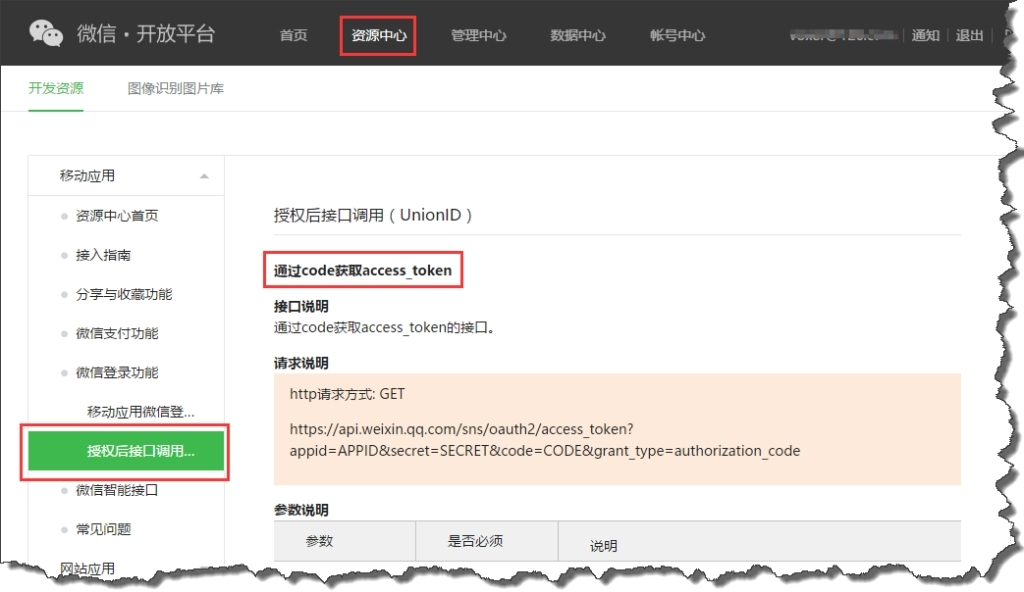 微信·开放平台
首页
资源中心
管理中心
数据中心
帐号中心
通知
退出
开发资源
图像识别图片库
移动应用
资源中心首页
接入指南
分享与收藏功能
微信支付功能
微信登录功能
移动应用微信登...
授权后接口调用...
微信智能接口
常见问题
网站应用
授权后接口调用（UnionID）
通过code获取access_token
接口说明
通过code获取access_token的接口。
请求说明
http请求方式: GET
https://api.weixin.qq.com/sns/oauth2/access_token?
appid=APPID&secret=SECRET&code=CODE&grant_type=authorization_code
参数说明
参数
是否必须
说明